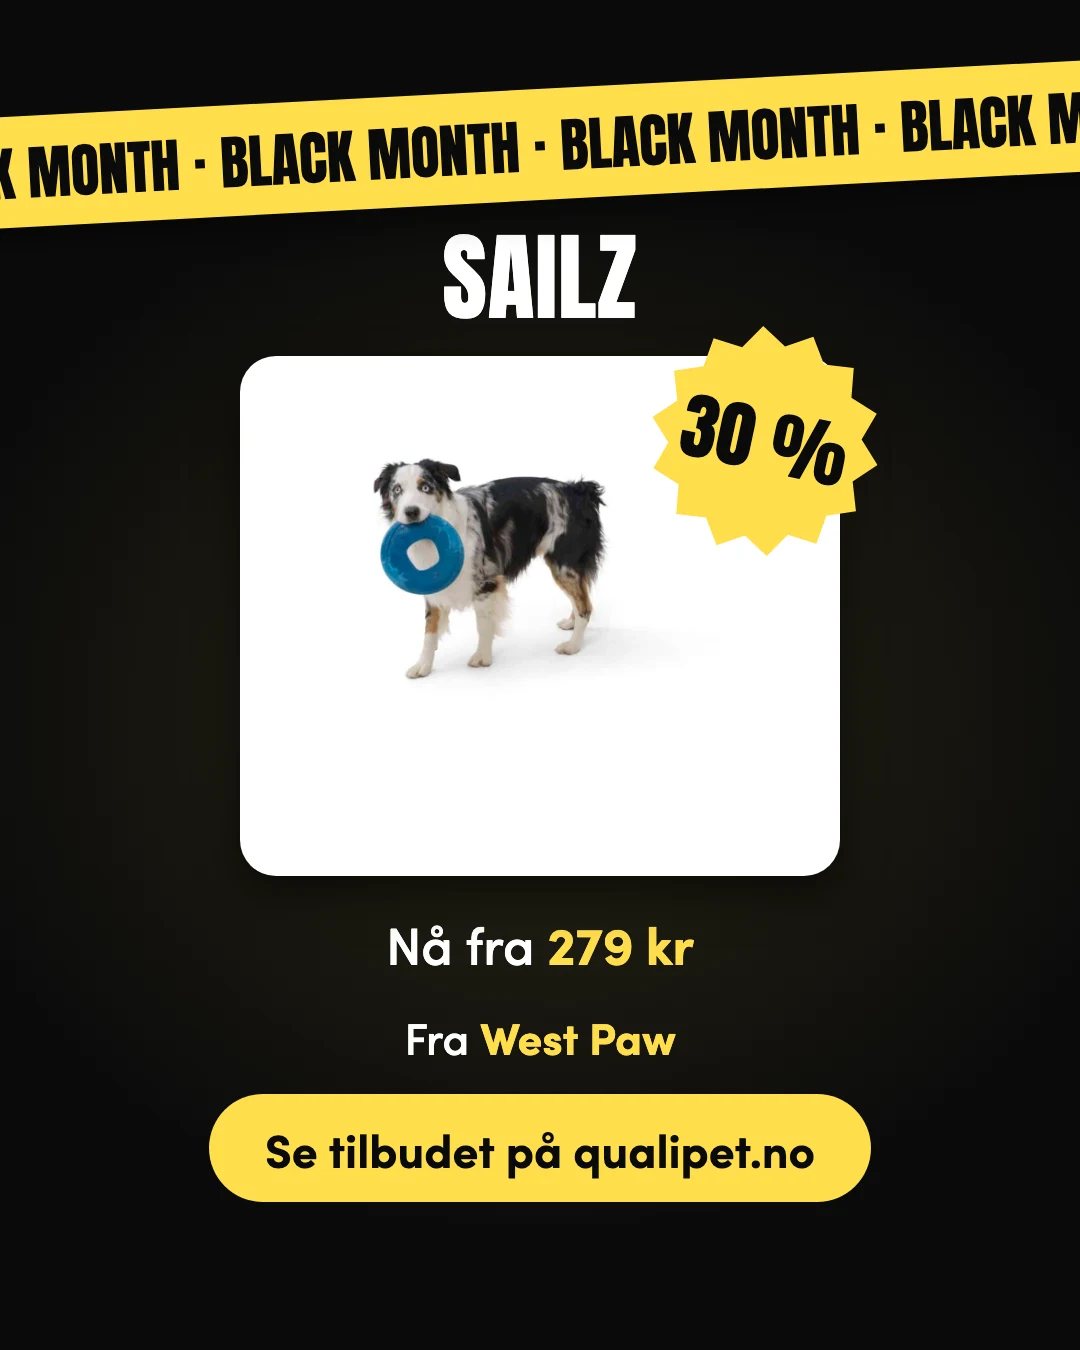 K MONTH · BLACK MONTH · BLACK MONTH · BLACK M
SAILZ
30 %
Nå fra 279 kr
Fra West Paw
Se tilbudet på qualipet.no